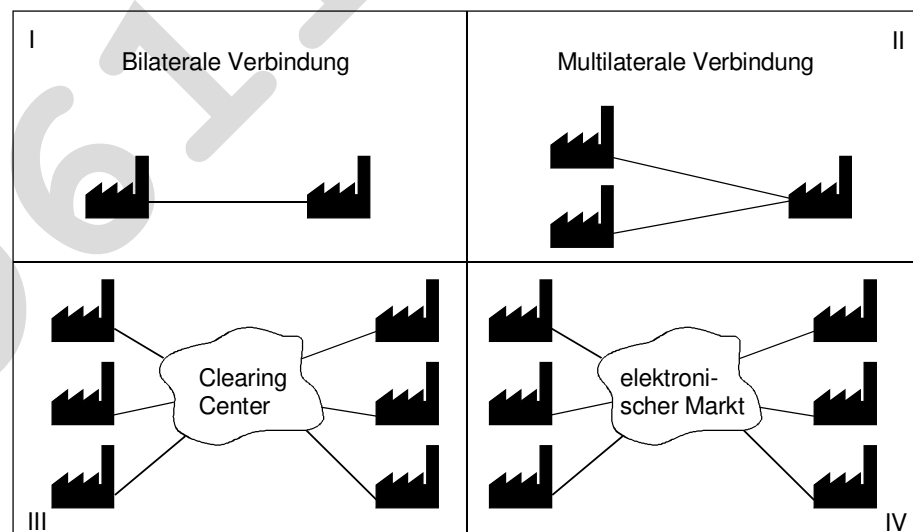 I
Bilaterale Verbindung
II
Multilaterale Verbindung
Clearing
Center
III
elektroni-
scher Markt
IV